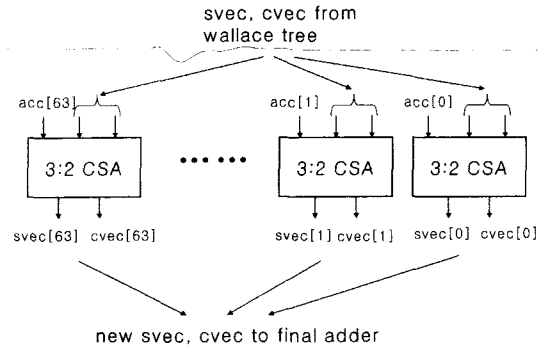 svec, cvec from
wallace tree
acc[63]
acc[1]
acc[0]
3:2 CSA
3:2 CSA
3:2 CSA
svec[63] cvec[63]
svec[1] cvec[1]
svec[0] cvec[0]
new svec, cvec to final adder